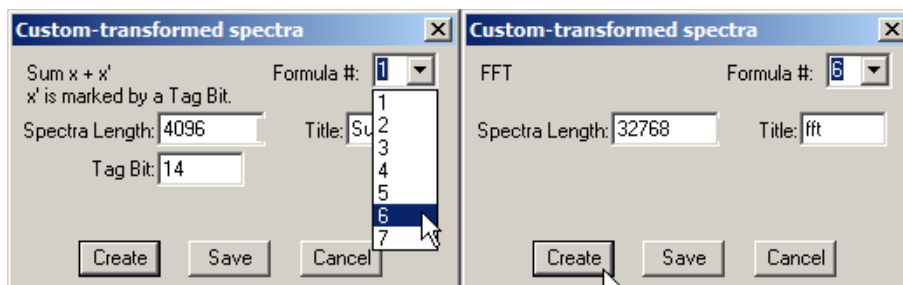 Custom-transformed spectra
Sum x + x'
x' is marked by a Tag Bit.
Formula #: 1
1
2
3
4
5
6
7
Spectra Length: 4096
Title: Su
Tag Bit: 14
Create Save Cancel
Custom-transformed spectra
FFT
Formula #: 6
Spectra Length: 32768
Title: fft
Create Save Cancel